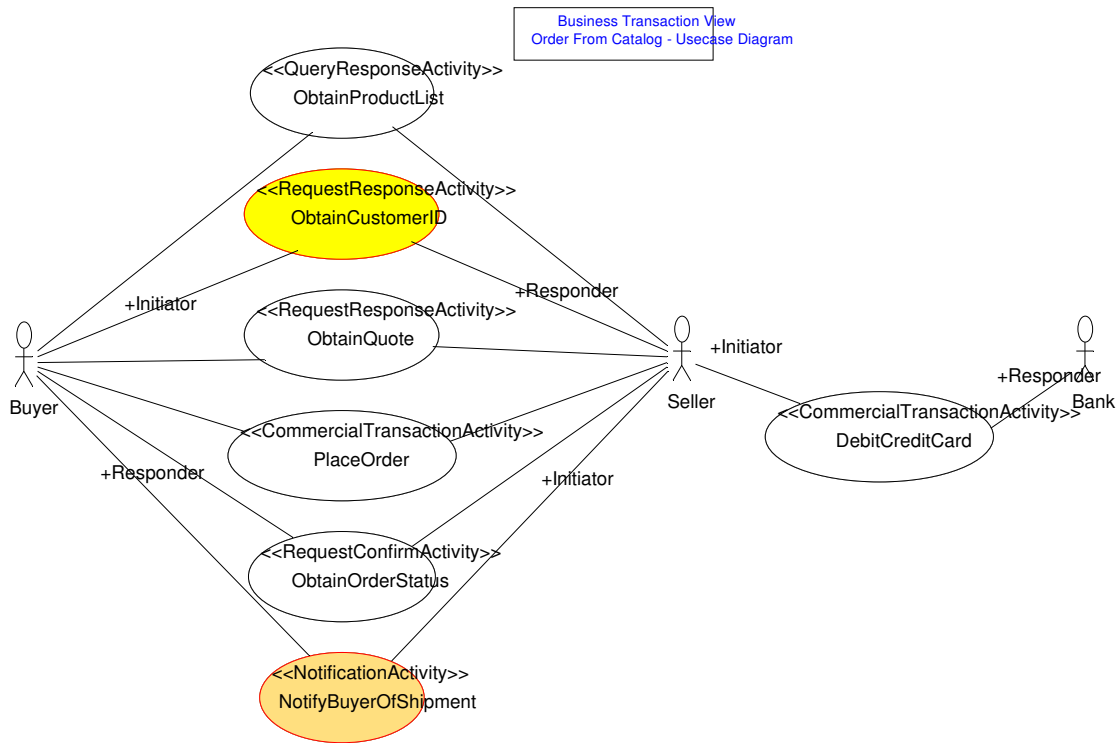 Business Transaction View
Order From Catalog - Usecase Diagram
<<QueryResponseActivity>>
ObtainProductList
<<RequestResponseActivity>>
ObtainCustomerID
+Initiator
+Responder
<<RequestResponseActivity>>
ObtainQuote
+Initiator
+Responder
Buyer
Seller
Bank
<<CommercialTransactionActivity>>
DebitCreditCard
<<CommercialTransactionActivity>>
PlaceOrder
+Responder
+Initiator
<<RequestConfirmActivity>>
ObtainOrderStatus
<<NotificationActivity>>
NotifyBuyerOfShipment